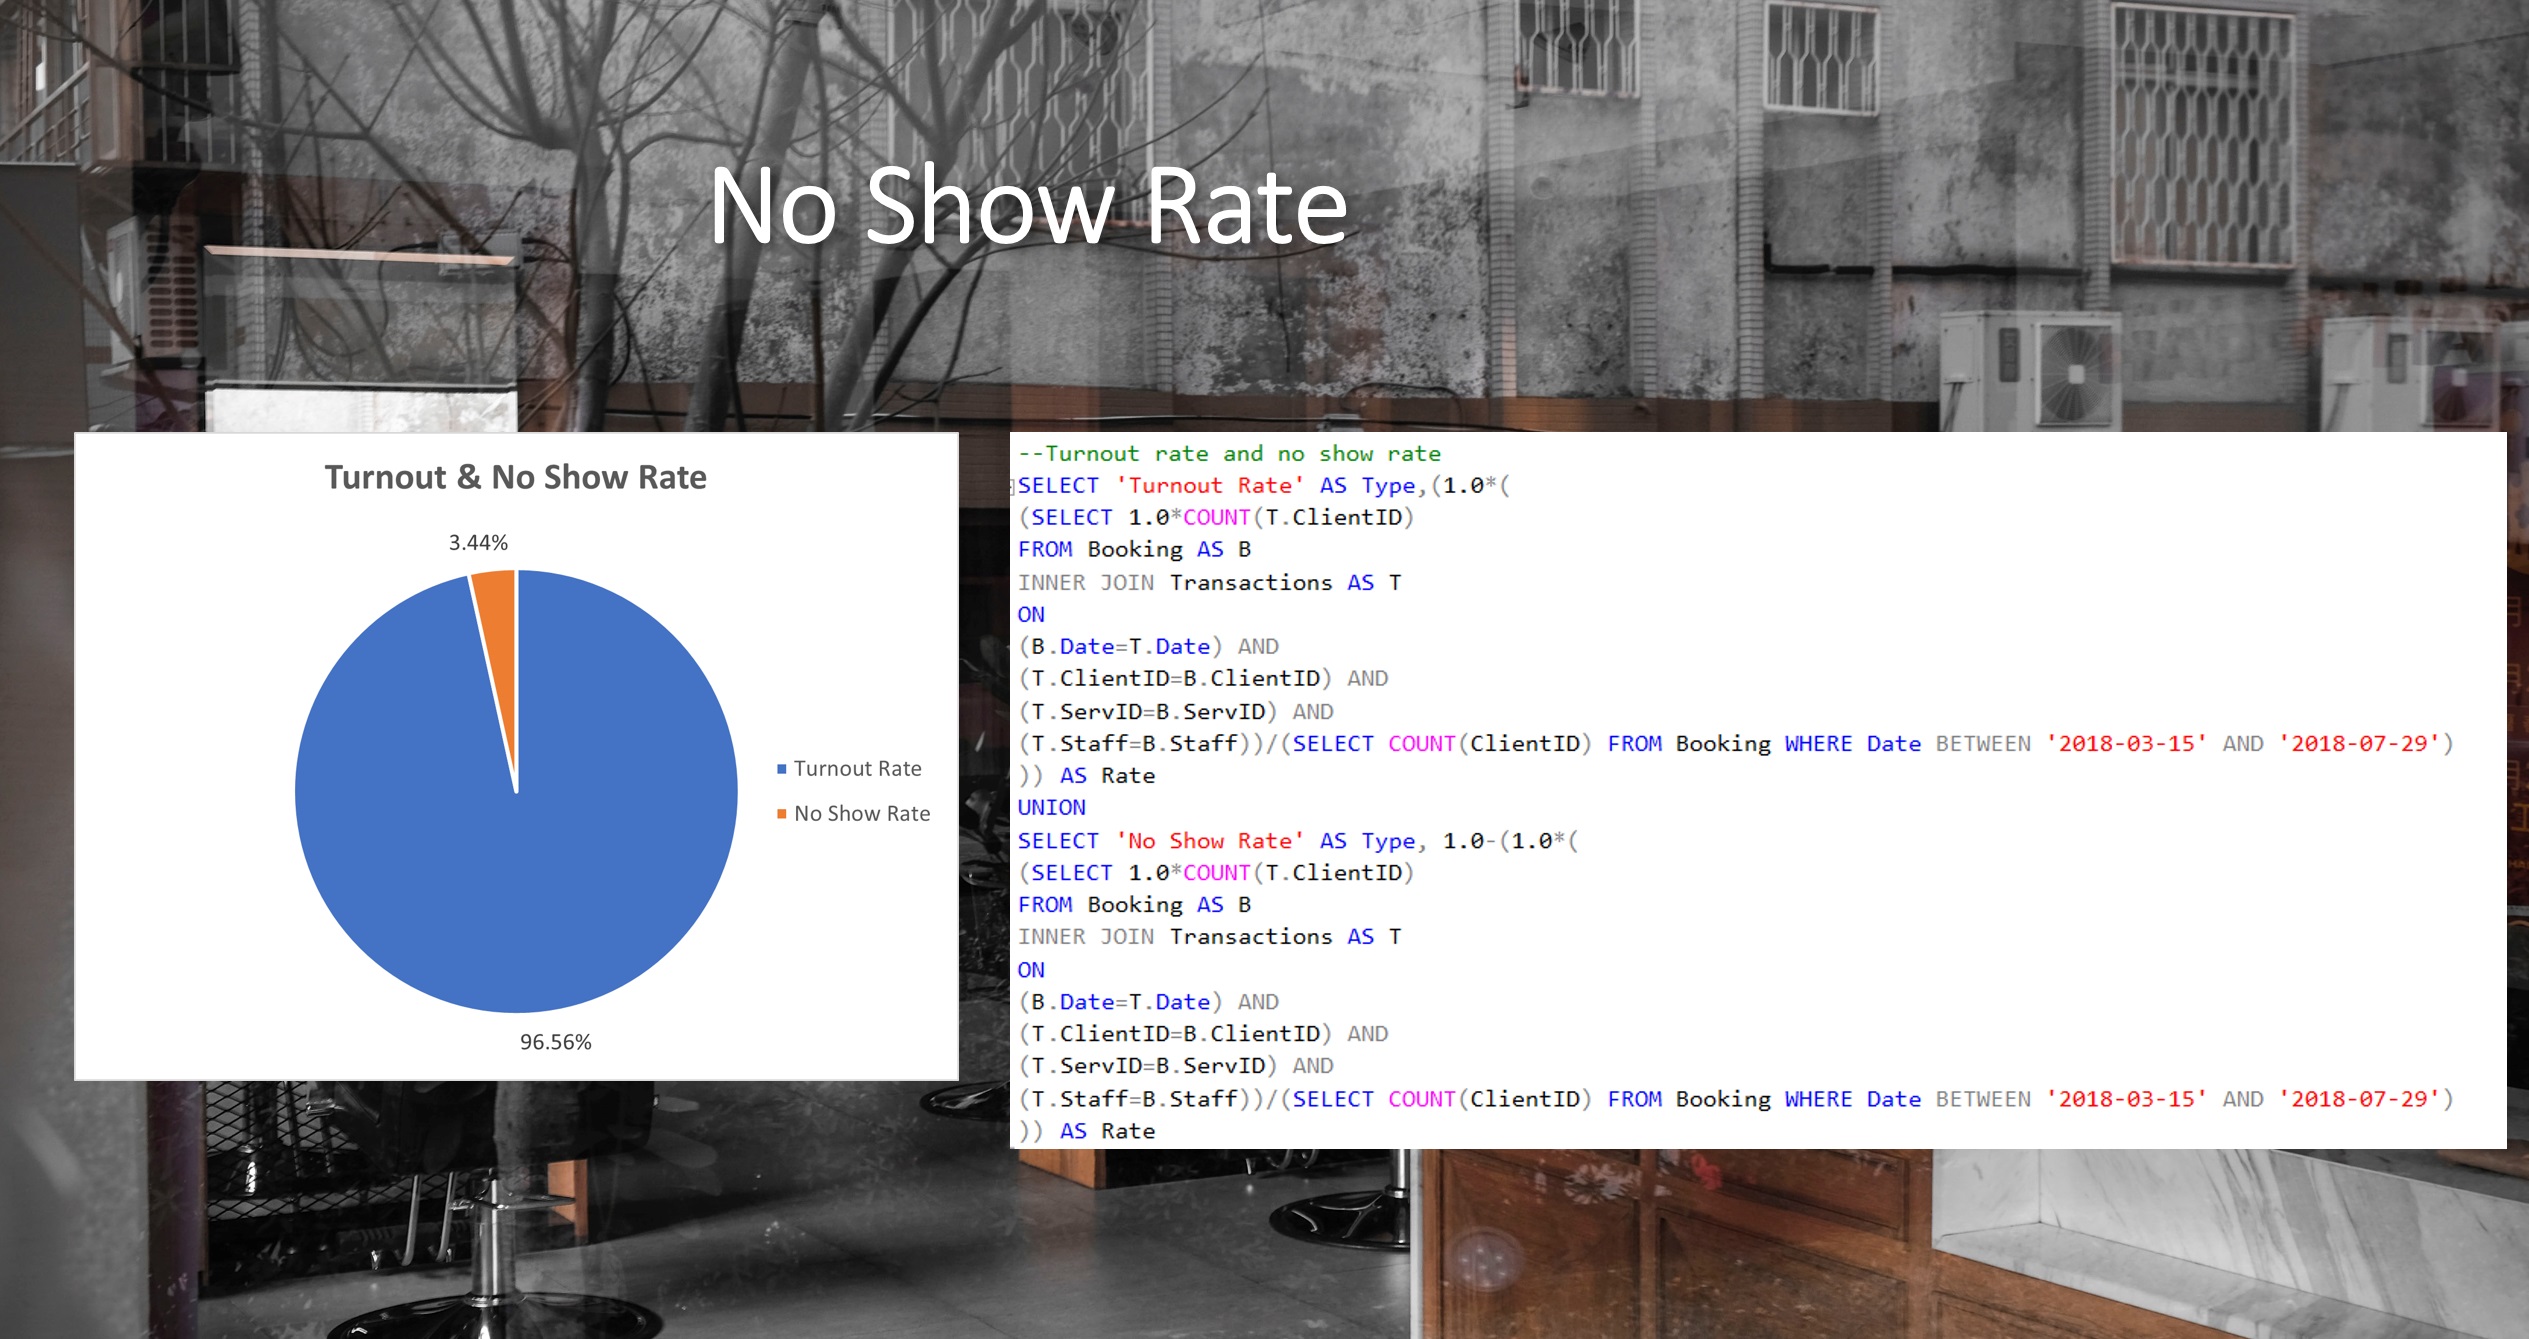 No Show Rate
Turnout & No Show Rate
3.44%
96.56%
Turnout Rate
No Show Rate
--Turnout rate and no show rate
SELECT 'Turnout Rate' AS Type,(1.0*(
(SELECT 1.0*COUNT(T.ClientID)
FROM Booking AS B
INNER JOIN Transactions AS T
ON
(B.Date=T.Date) AND
(T.ClientID=B.ClientID) AND
(T.ServID=B.ServID) AND
(T.Staff=B.Staff))/(SELECT COUNT(ClientID) FROM Booking WHERE Date BETWEEN '2018-03-15' AND '2018-07-29')
)) AS Rate
UNION
SELECT 'No Show Rate' AS Type, 1.0-(1.0*(
(SELECT 1.0*COUNT(T.ClientID)
FROM Booking AS B
INNER JOIN Transactions AS T
ON
(B.Date=T.Date) AND
(T.ClientID=B.ClientID) AND
(T.ServID=B.ServID) AND
(T.Staff=B.Staff))/(SELECT COUNT(ClientID) FROM Booking WHERE Date BETWEEN '2018-03-15' AND '2018-07-29')
)) AS Rate